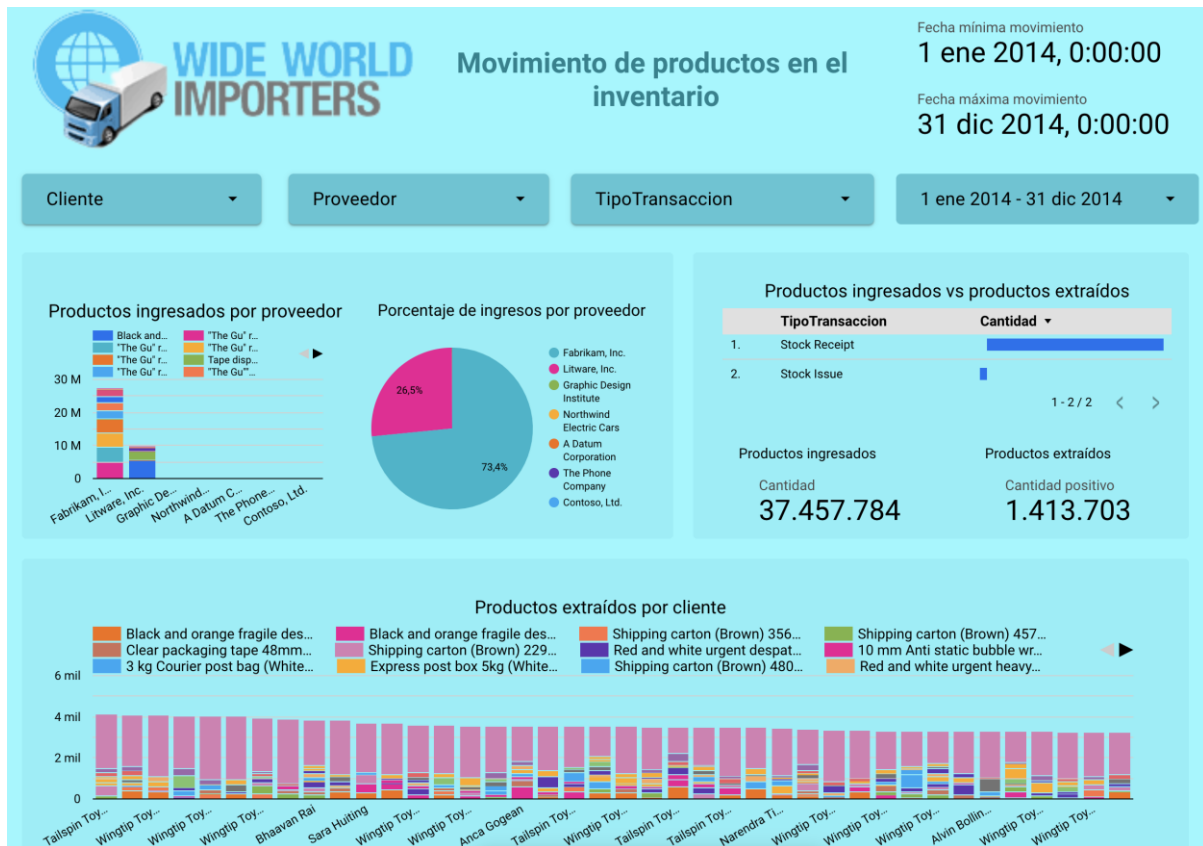 WIDE WORLD
IMPORTERS
Movimiento de productos en el
inventario
Fecha mínima movimiento
1 ene 2014, 0:00:00
Fecha máxima movimiento
31 dic 2014, 0:00:00
Cliente
Proveedor
TipoTransaccion
1 ene 2014 - 31 dic 2014
Productos ingresados por proveedor
Black and...
"The Gu" r...
"The Gu" r...
"The Gu" r...
"The Gu" r...
Tape disp...
"The Gu" r...
"The Gu"" ...
30 M
20 M
10 M
0
Fabrikam, I...
Litware, Inc.
Graphic De...
Northwind...
A Datum C...
The Phone...
Contoso, Ltd.
Porcentaje de ingresos por proveedor
26,5%
73,4%
Fabrikam, Inc.
Litware, Inc.
Graphic Design
Institute
Northwind
Electric Cars
A Datum
Corporation
The Phone
Company
Contoso, Ltd.
Productos ingresados vs productos extraídos
TipoTransaccion Cantidad
1. Stock Receipt
2. Stock Issue
1 - 2 / 2
Productos ingresados
Cantidad
37.457.784
Productos extraídos
Cantidad positivo
1.413.703
Productos extraídos por cliente
Black and orange fragile des...
Black and orange fragile des...
Shipping carton (Brown) 356...
Shipping carton (Brown) 457...
Clear packaging tape 48mm...
Shipping carton (Brown) 229...
Red and white urgent despat...
10 mm Anti static bubble wr...
3 kg Courier post bag (White...
Express post box 5kg (White...
Shipping carton (Brown) 480...
Red and white urgent heavy...
6 mil
4 mil
2 mil
0
Tailspin Toy...
Wingtip Toy...
Wingtip Toy...
Wingtip Toy...
Bhaavan Rai
Sara Huiting
Wingtip Toy...
Wingtip Toy...
Anca Gogean
Tailspin Toy...
Wingtip Toy...
Tailspin Toy...
Tailspin Toy...
Narendra Ti...
Wingtip Toy...
Wingtip Toy...
Wingtip Toy...
Alvin Bollin...
Wingtip Toy...
Wingtip Toy...